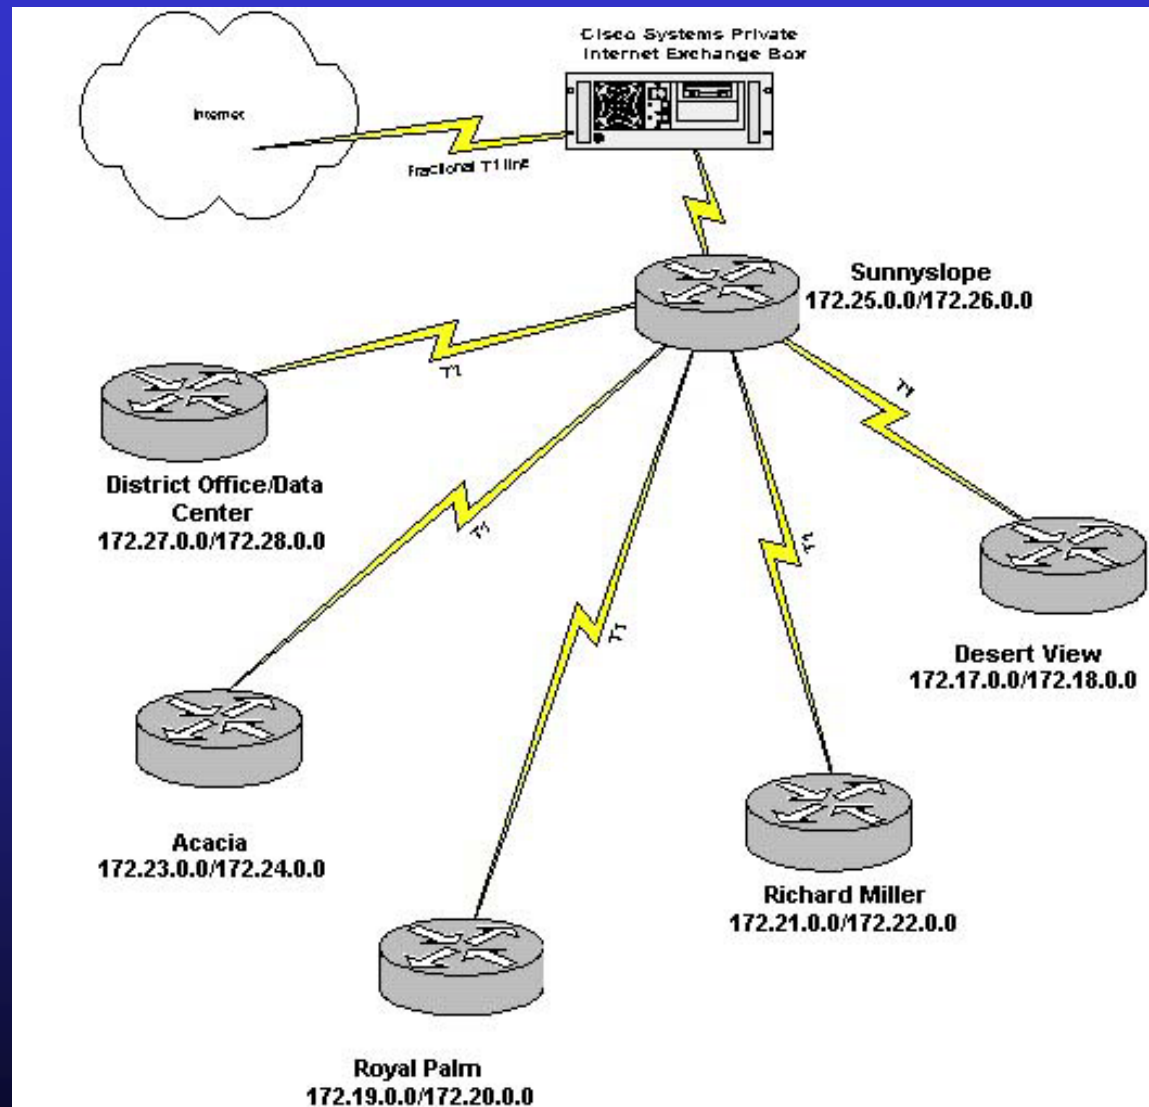 Cisco Systems Private
Internet Exchange Box
Internet
Fractional T1 line
Sunnyslope
172.25.0.0/172.26.0.0
T1
T1
District Office/Data
Center
172.27.0.0/172.28.0.0
T1
T1
T1
Desert View
172.17.0.0/172.18.0.0
Acacia
172.23.0.0/172.24.0.0
Richard Miller
172.21.0.0/172.22.0.0
Royal Palm
172.19.0.0/172.20.0.0